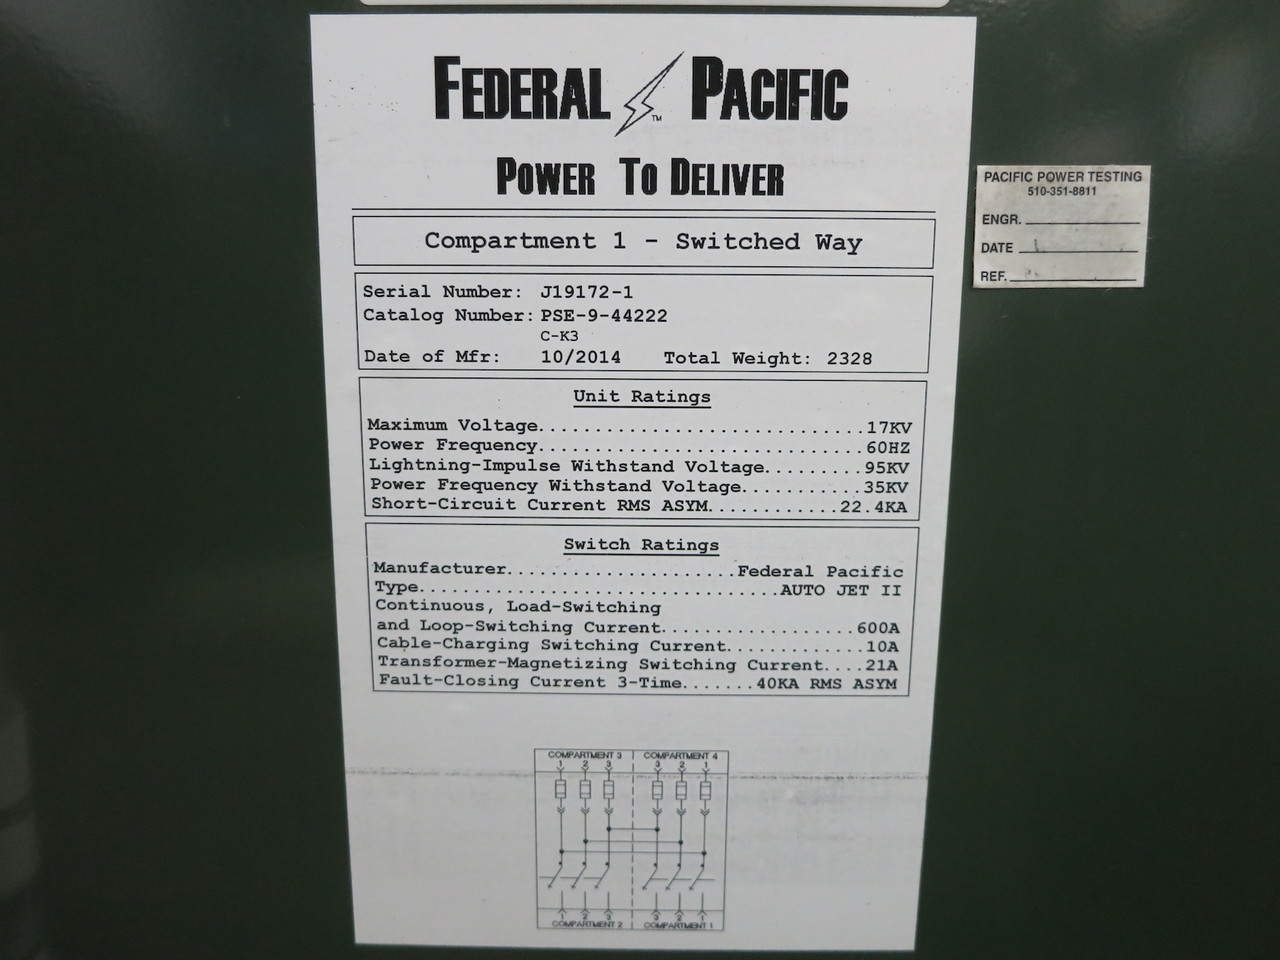 FEDERAL PACIFIC
TM
POWER TO DELIVER
Compartment 1 - Switched Way
Serial Number: J19172-1
Catalog Number: PSE-9-44222
C-K3
Date of Mfr: 10/2014 Total Weight: 2328
Unit Ratings
Maximum Voltage............................17KV
Power Frequency............................60HZ
Lightning-Impulse Withstand Voltage........95KV
Power Frequency Withstand Voltage..........35KV
Short-Circuit Current RMS ASYM...........22.4KA
Switch Ratings
Manufacturer....................Federal Pacific
Type...............................AUTO JET II
Continuous, Load-Switching
and Loop-Switching Current................600A
Cable-Charging Switching Current...........10A
Transformer-Magnetizing Switching Current....21A
Fault-Closing Current 3-Time.......40KA RMS ASYM
COMPARTMENT 3 COMPARTMENT 4
1 2 3 3 2 1
1 2 3 3 2 1
COMPARTMENT 2 COMPARTMENT 1
PACIFIC POWER TESTING
510-351-8811
ENGR.
DATE
REF.